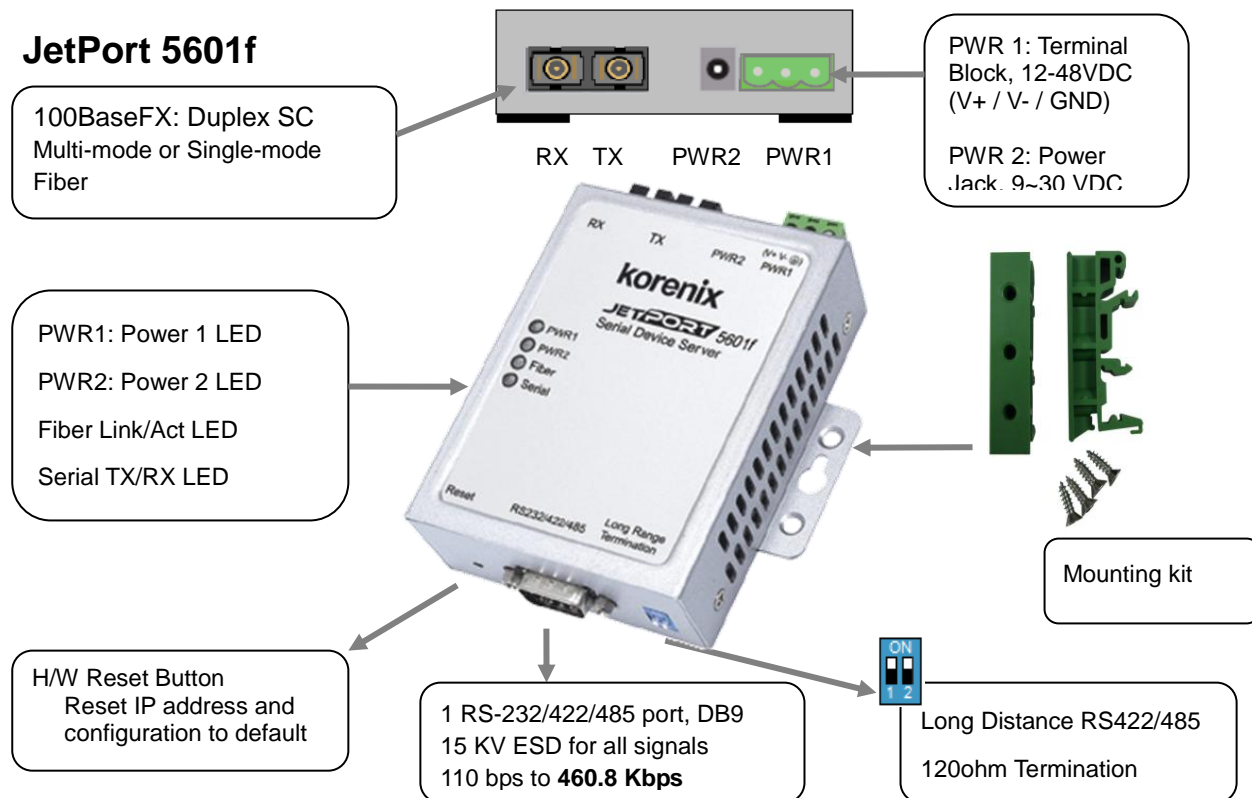 JetPort 5601f
100BaseFX: Duplex SC
Multi-mode or Single-mode
Fiber
PWR 1: Terminal
Block, 12-48VDC
(V+ / V- / GND)
PWR 2: Power
Jack, 9~30 VDC
RX TX PWR2 PWR1
RX TX PWR2 (V+ V- ⏚)
PWR1
korenix
JETPORT 5601f
Serial Device Server
PWR1
PWR2
Fiber
Serial
Reset RS232/422/485 Long Range
Termination
PWR1: Power 1 LED
PWR2: Power 2 LED
Fiber Link/Act LED
Serial TX/RX LED
Mounting kit
H/W Reset Button
Reset IP address and
configuration to default
1 RS-232/422/485 port, DB9
15 KV ESD for all signals
110 bps to 460.8 Kbps
ON
1 2
Long Distance RS422/485
120ohm Termination